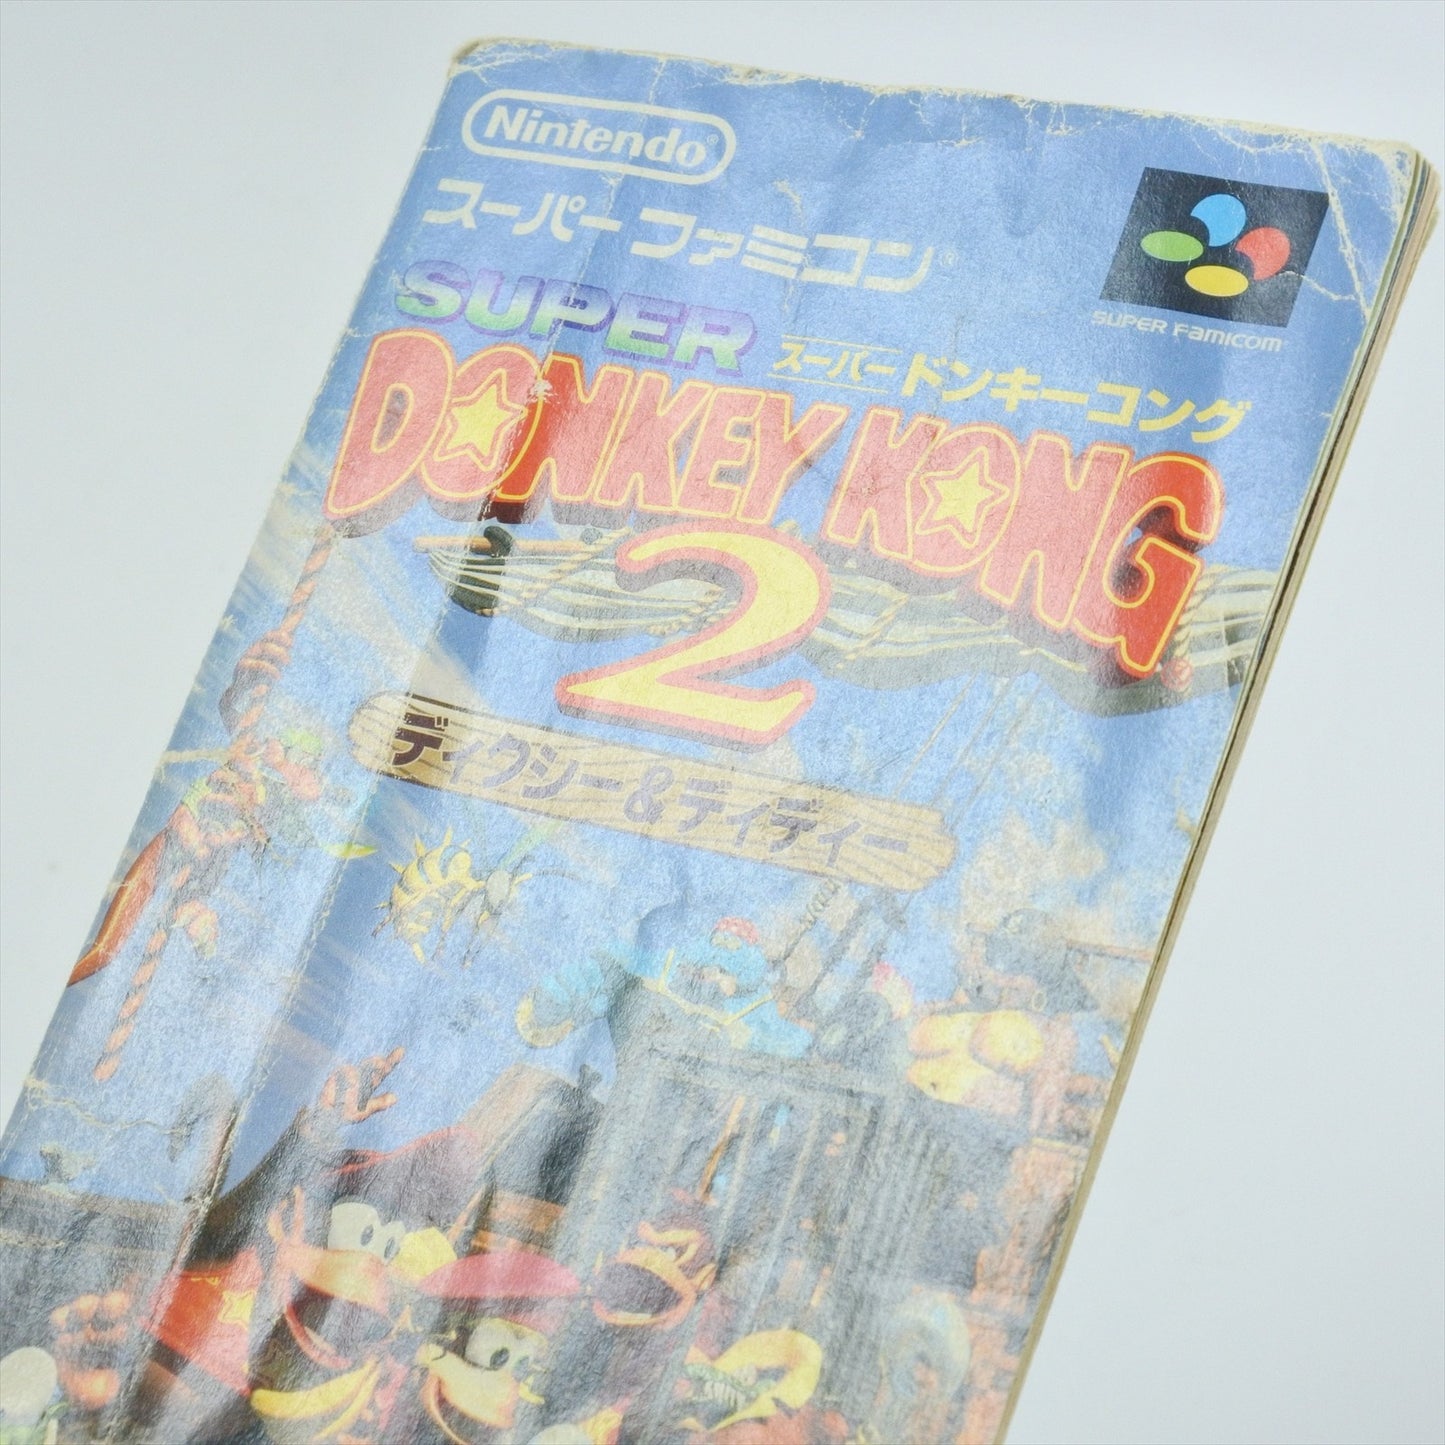 Nintendo®
スーパーファミコン®
SUPER FAMICOM
SUPER
スーパードンキーコング
DONKEY KONG®
2
ディクシー&ディディー